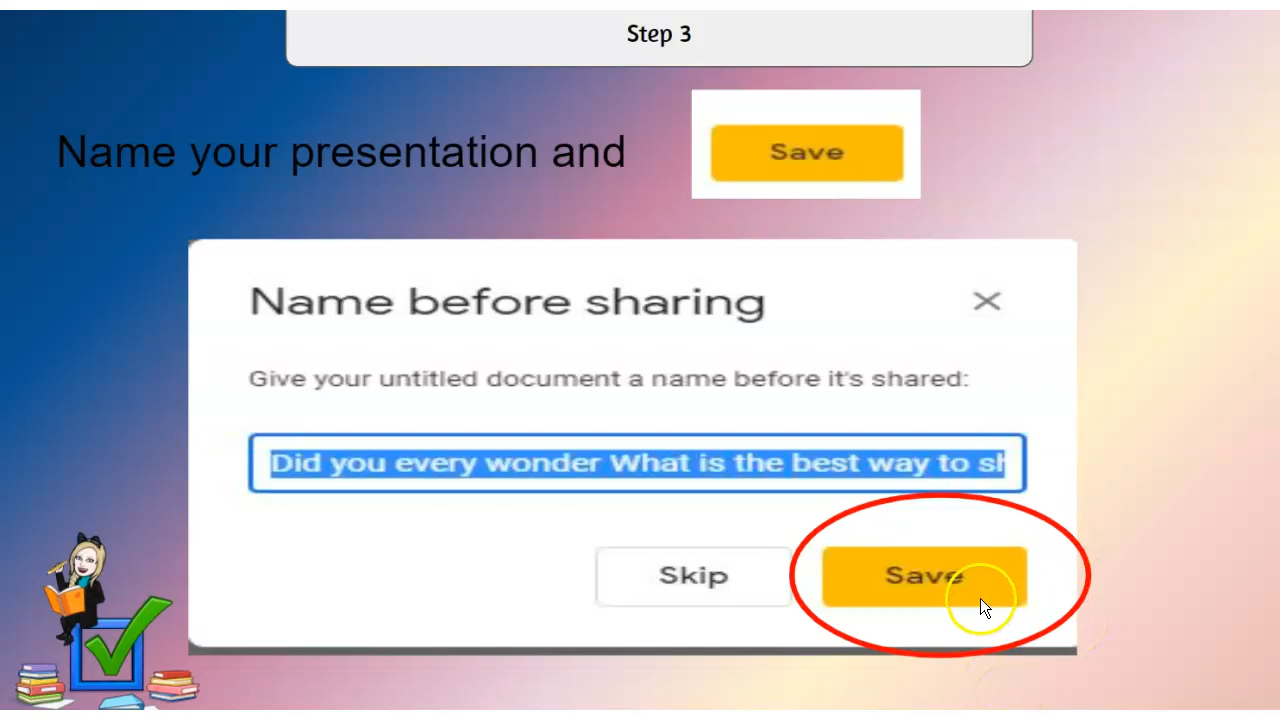 Step 3
Name your presentation and
Save
Name before sharing
Give your untitled document a name before it's shared:
Did you every wonder What is the best way to sh
Skip
Save